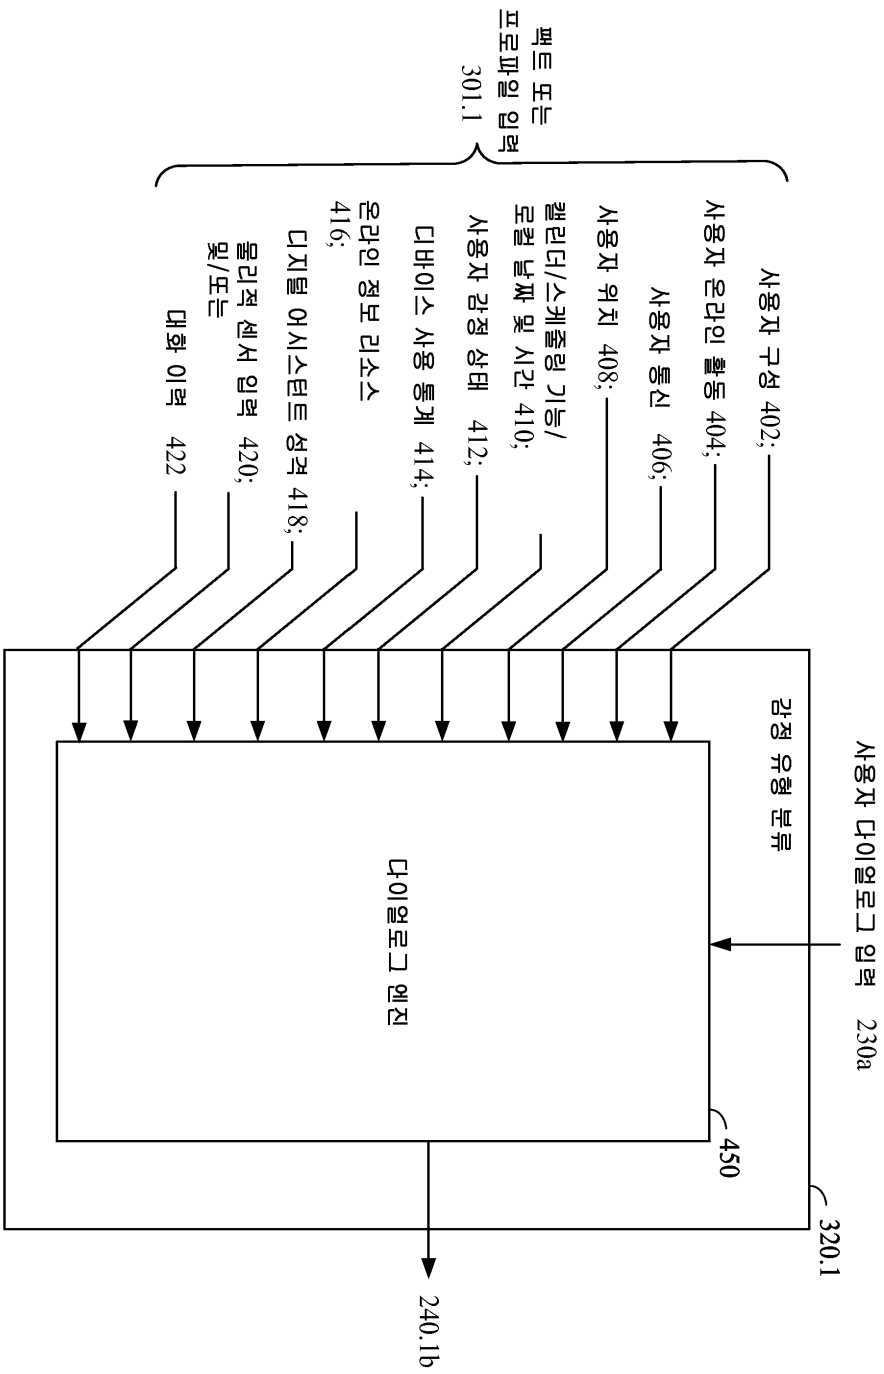 사용자 다이얼로그 입력 230a
320.1
감정 유형 분류
450
팩트 또는
프로파일 입력
301.1
사용자 구성 402;
사용자 온라인 활동 404;
사용자 통신 406;
사용자 위치 408;
캘린더/스케줄링 기능/
로컬 날짜 및 시간 410;
사용자 감정 상태 412;
디바이스 사용 통계 414;
온라인 정보 리소스
416;
디지털 어시스턴트 성격 418;
물리적 센서 입력 420;
및/또는
대화 이력 422
다이얼로그 엔진
240.1b